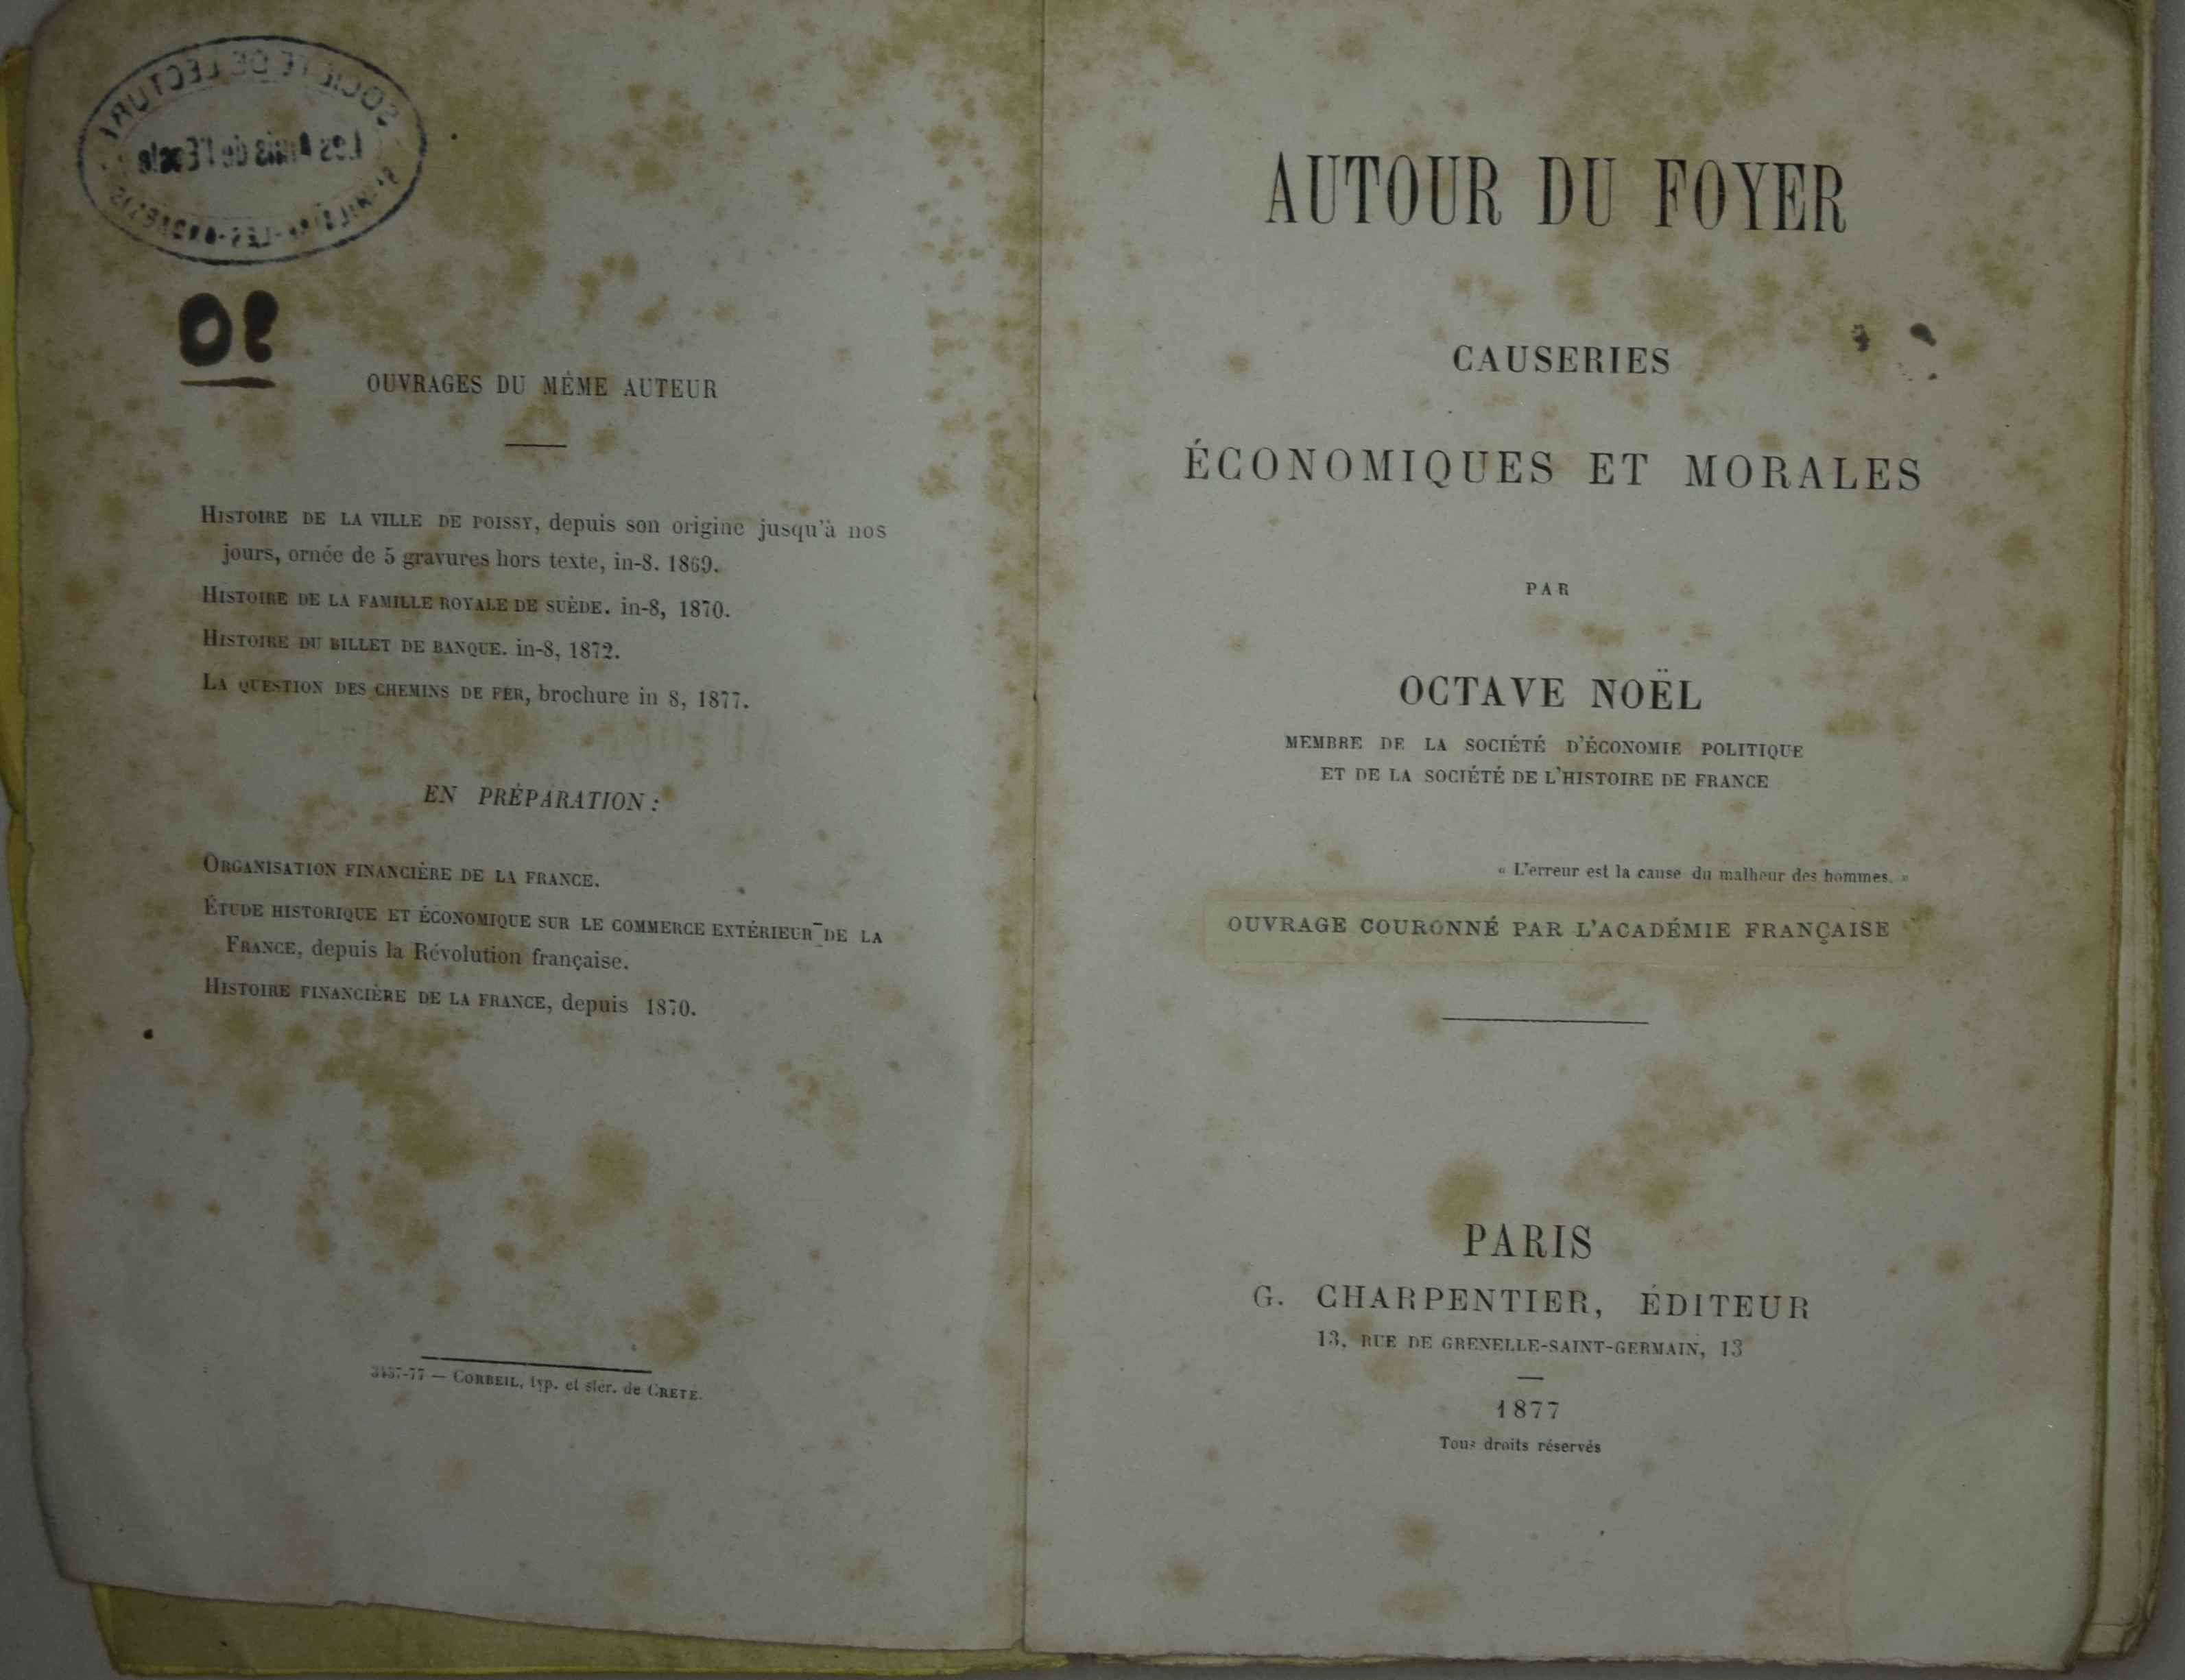 SOCIÉTÉ DE LECTURE
Les Amis de l'École
OUVRAGES DU MÊME AUTEUR
HISTOIRE DE LA VILLE DE POISSY, depuis son origine jusqu'à nos
jours, ornée de 5 gravures hors texte, in-8. 1869.
HISTOIRE DE LA FAMILLE ROYALE DE SUÈDE. in-8, 1870.
HISTOIRE DU BILLET DE BANQUE. in-8, 1872.
LA QUESTION DES CHEMINS DE FER, brochure in 8, 1877.
EN PRÉPARATION :
ORGANISATION FINANCIÈRE DE LA FRANCE.
ÉTUDE HISTORIQUE ET ÉCONOMIQUE SUR LE COMMERCE EXTÉRIEUR DE LA
FRANCE, depuis la Révolution française.
HISTOIRE FINANCIÈRE DE LA FRANCE, depuis 1870.
CORBEIL, typ. et stér. de CRETE.
AUTOUR DU FOYER
CAUSERIES
ÉCONOMIQUES ET MORALES
PAR
OCTAVE NOËL
MEMBRE DE LA SOCIÉTÉ D'ÉCONOMIE POLITIQUE
ET DE LA SOCIÉTÉ DE L'HISTOIRE DE FRANCE
« L'erreur est la cause du malheur des hommes. »
OUVRAGE COURONNÉ PAR L'ACADÉMIE FRANÇAISE
PARIS
G. CHARPENTIER, ÉDITEUR
13, RUE DE GRENELLE-SAINT-GERMAIN, 13
1877
Tous droits réservés